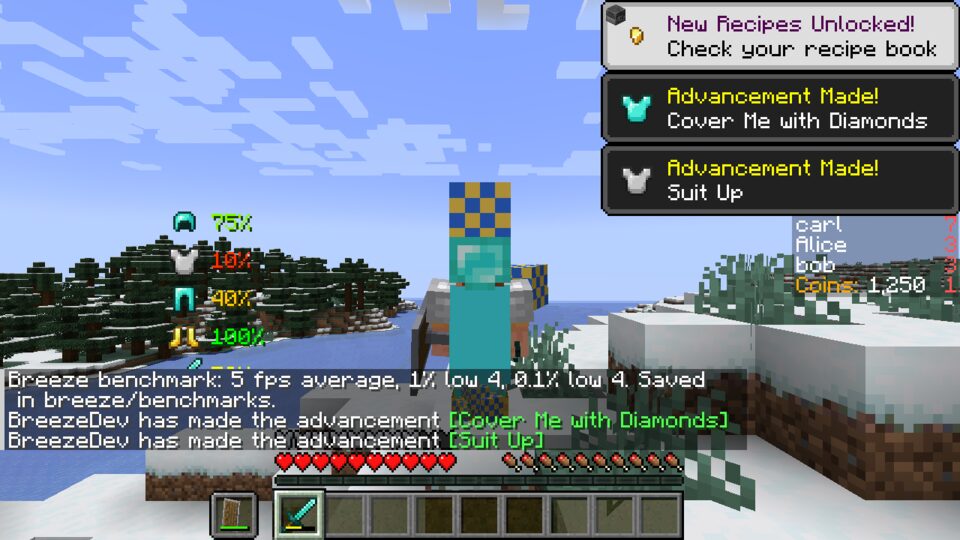 New Recipes Unlocked!
Check your recipe book
Advancement Made!
Cover Me with Diamonds
Advancement Made!
Suit Up
carl 7
Alice 3
bob 3
Coins: 1,250
75%
10%
40%
100%
Breeze benchmark: 5 fps average, 1% low 4, 0.1% low 4. Saved
in breeze/benchmarks.
BreezeDev has made the advancement [Cover Me with Diamonds]
BreezeDev has made the advancement [Suit Up]